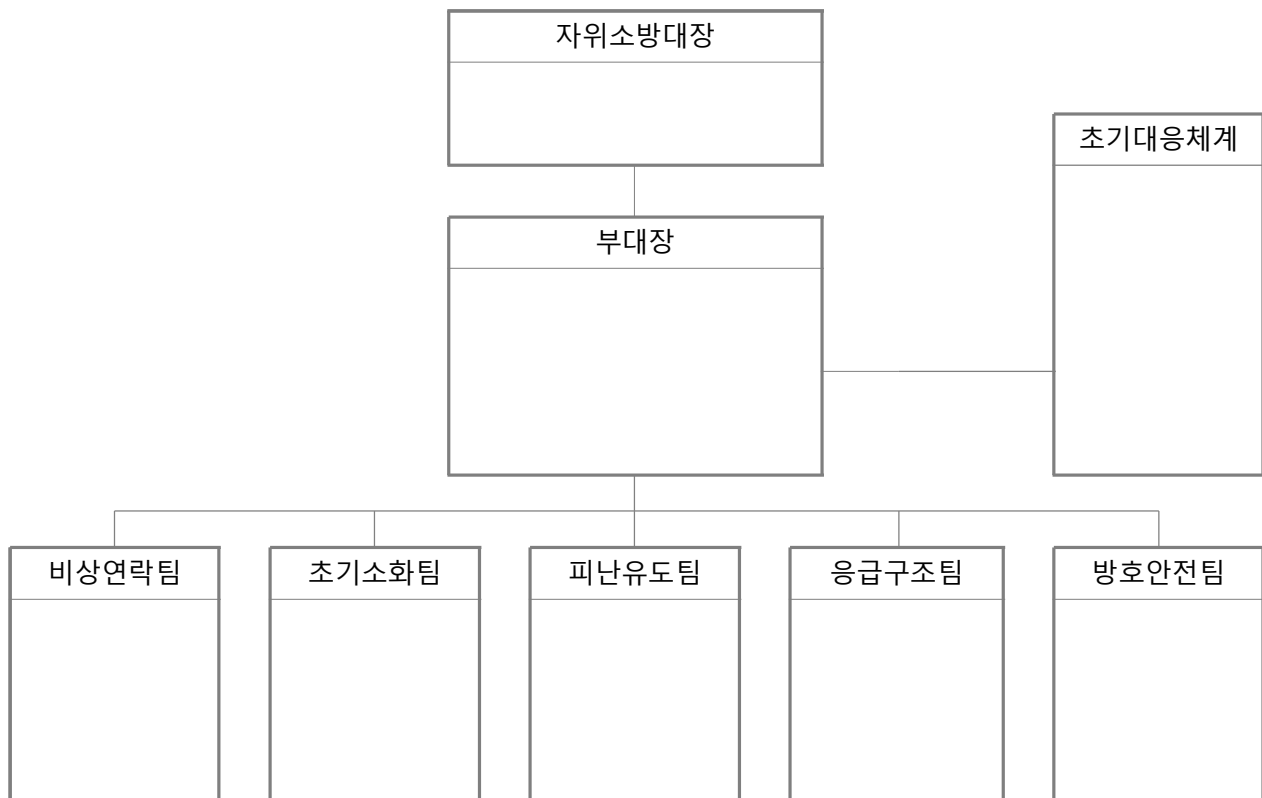 자위소방대장
초기대응체계
부대장
비상연락팀
초기소화팀
피난유도팀
응급구조팀
방호안전팀